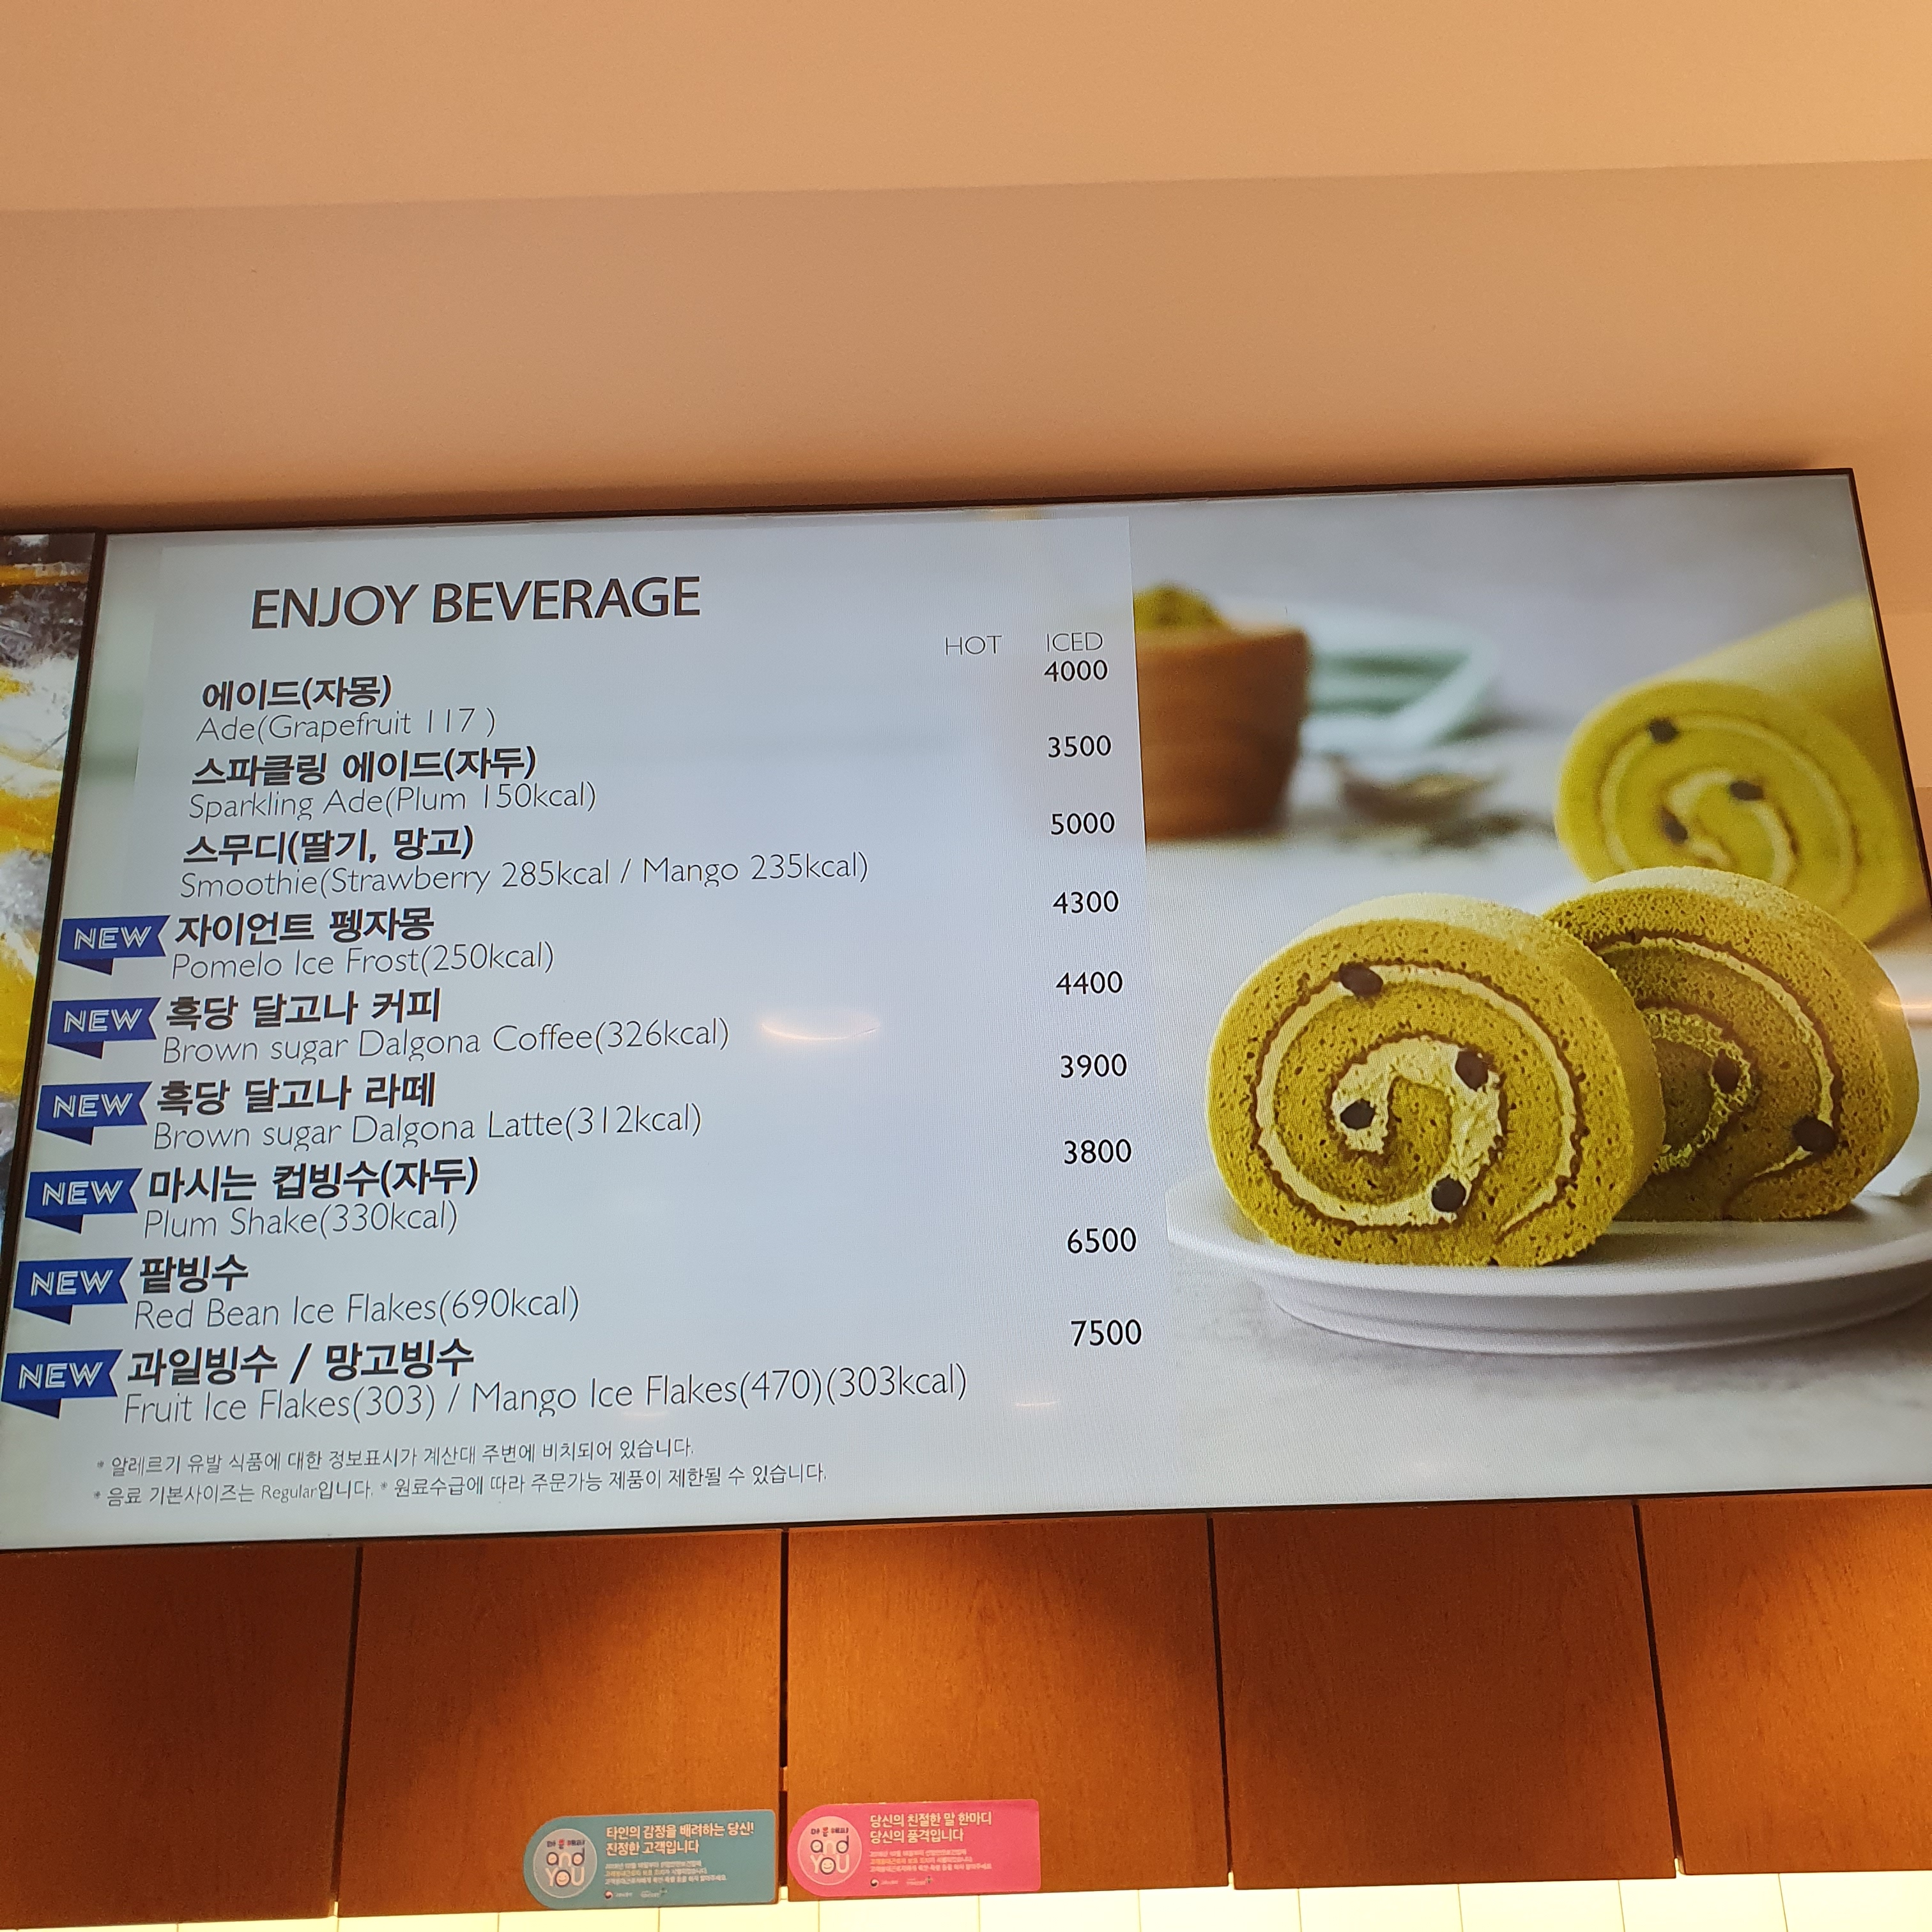 ENJOY BEVERAGE
HOT ICED
4000
에이드(자몽)
Ade(Grapefruit 117 )
3500
스파클링 에이드(자두)
Sparkling Ade(Plum 150kcal)
5000
스무디(딸기, 망고)
Smoothie(Strawberry 285kcal / Mango 235kcal)
4300
NEW 자이언트 펭자몽
Pomelo Ice Frost(250kcal)
4400
NEW 흑당 달고나 커피
Brown sugar Dalgona Coffee(326kcal)
3900
NEW 흑당 달고나 라떼
Brown sugar Dalgona Latte(312kcal)
3800
NEW 마시는 컵빙수(자두)
Plum Shake(330kcal)
6500
NEW 팥빙수
Red Bean Ice Flakes(690kcal)
7500
NEW 과일빙수 / 망고빙수
Fruit Ice Flakes(303) / Mango Ice Flakes(470)(303kcal)
* 알레르기 유발 식품에 대한 정보표시가 계산대 주변에 비치되어 있습니다.
* 음료 기본사이즈는 Regular입니다. * 원료수급에 따라 주문가능 제품이 제한될 수 있습니다.
and
YOU
타인의 감정을 배려하는 당신!
진정한 고객입니다
and
YOU
당신의 친절한 말 한마디
당신의 품격입니다